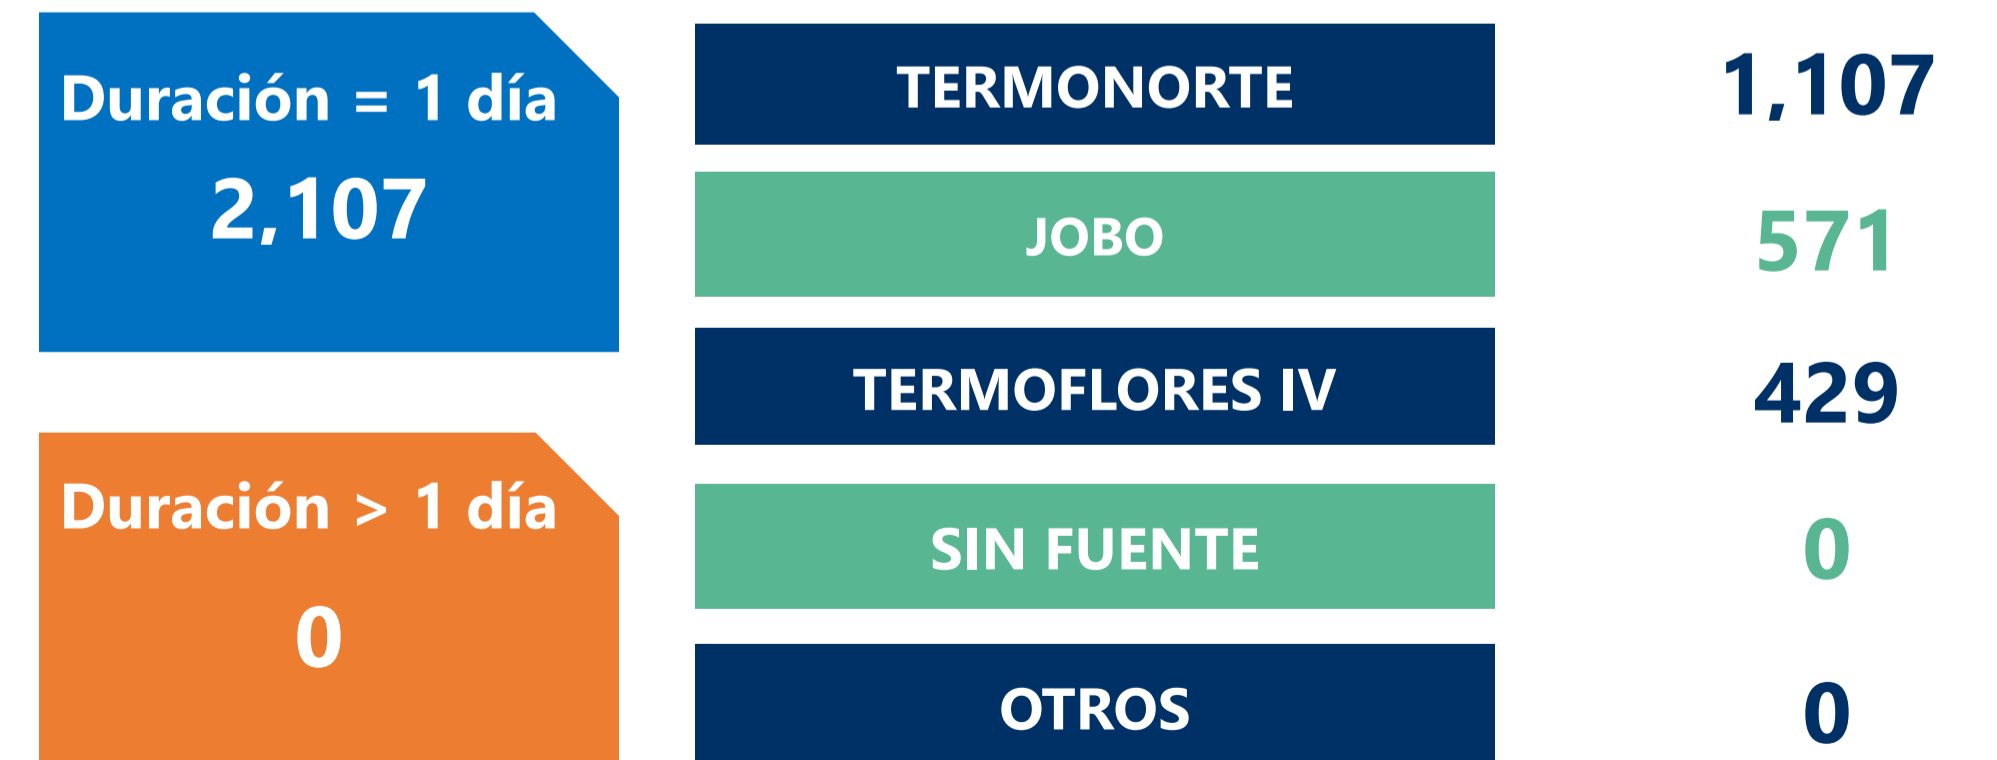 Duración = 1 día
2,107
Duración > 1 día
0
TERMONORTE 1,107
JOBO 571
TERMOFLORES IV 429
SIN FUENTE 0
OTROS 0